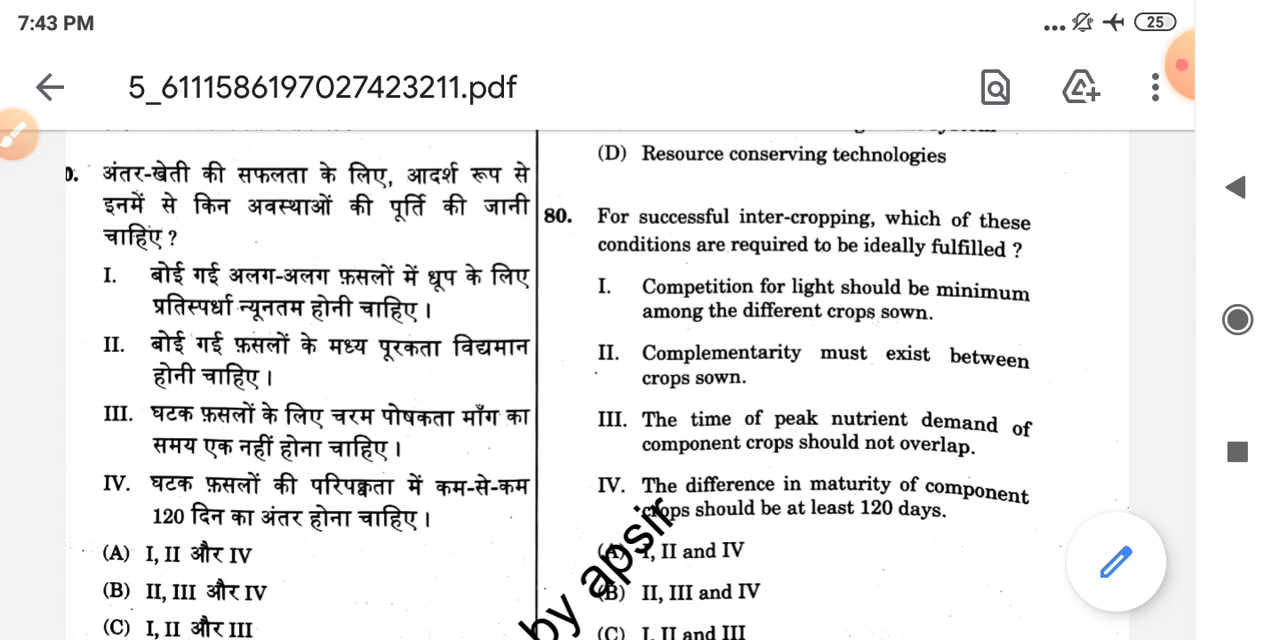 7:43 PM
25
5_6111586197027423211.pdf
0. अंतर-खेती की सफलता के लिए, आदर्श रूप से
इनमें से किन अवस्थाओं की पूर्ति की जानी
चाहिए ?
I. बोई गई अलग-अलग फ़सलों में धूप के लिए
प्रतिस्पर्धा न्यूनतम होनी चाहिए ।
II. बोई गई फ़सलों के मध्य पूरकता विद्यमान
होनी चाहिए ।
III. घटक फ़सलों के लिए चरम पोषकता माँग का
समय एक नहीं होना चाहिए ।
IV. घटक फ़सलों की परिपक्वता में कम-से-कम
120 दिन का अंतर होना चाहिए ।
(A) I, II और IV
(B) II, III और IV
(C) I, II और III
(D) Resource conserving technologies
80. For successful inter-cropping, which of these
conditions are required to be ideally fulfilled ?
I. Competition for light should be minimum
among the different crops sown.
II. Complementarity must exist between
crops sown.
III. The time of peak nutrient demand of
component crops should not overlap.
IV. The difference in maturity of component
crops should be at least 120 days.
(A) I, II and IV
(B) II, III and IV
(C) I, II and III
by apsir